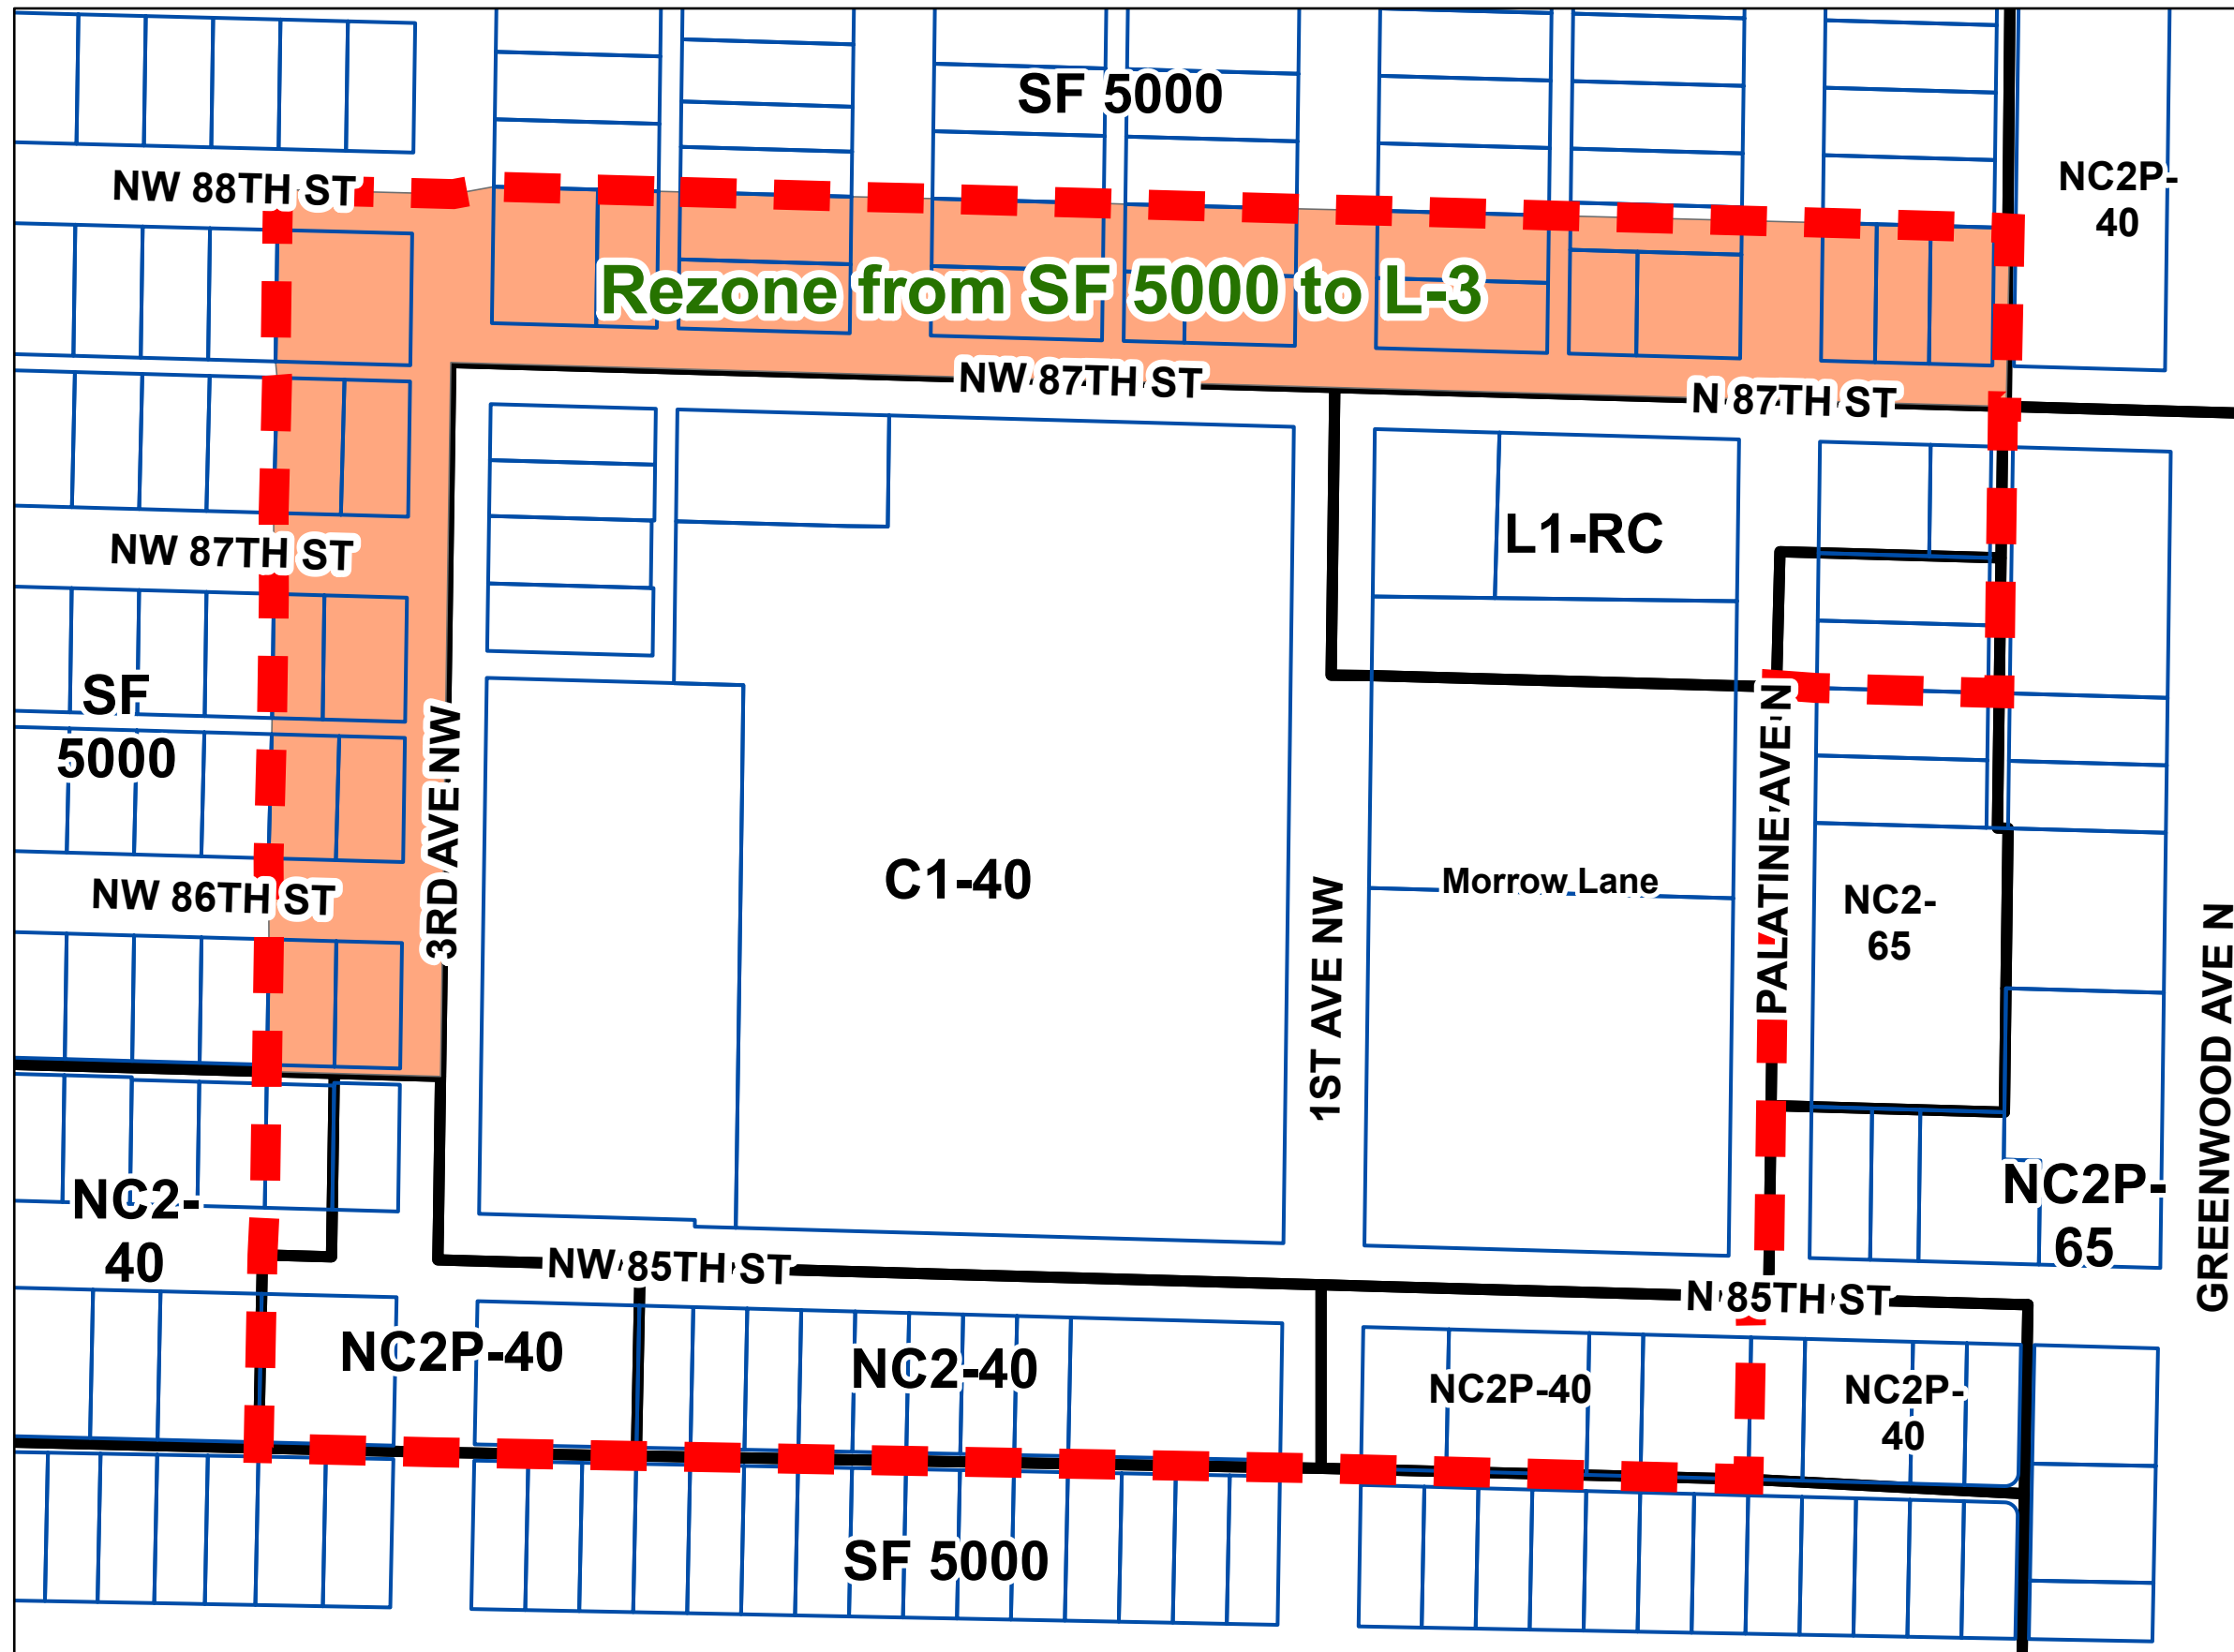 SF 5000
NW 88TH ST
NC2P-
40
Rezone from SF 5000 to L-3
NW 87TH ST
N 87TH ST
L1-RC
NW 87TH ST
SF
5000
3RD AVE NW
PALATINE AVE N
C1-40
Morrow Lane
NW 86TH ST
NC2-
65
1ST AVE NW
GREENWOOD AVE N
NC2-
40
NC2P-
65
NW 85TH ST
N 85TH ST
NC2P-40
NC2-40
NC2P-40
NC2P-
40
SF 5000